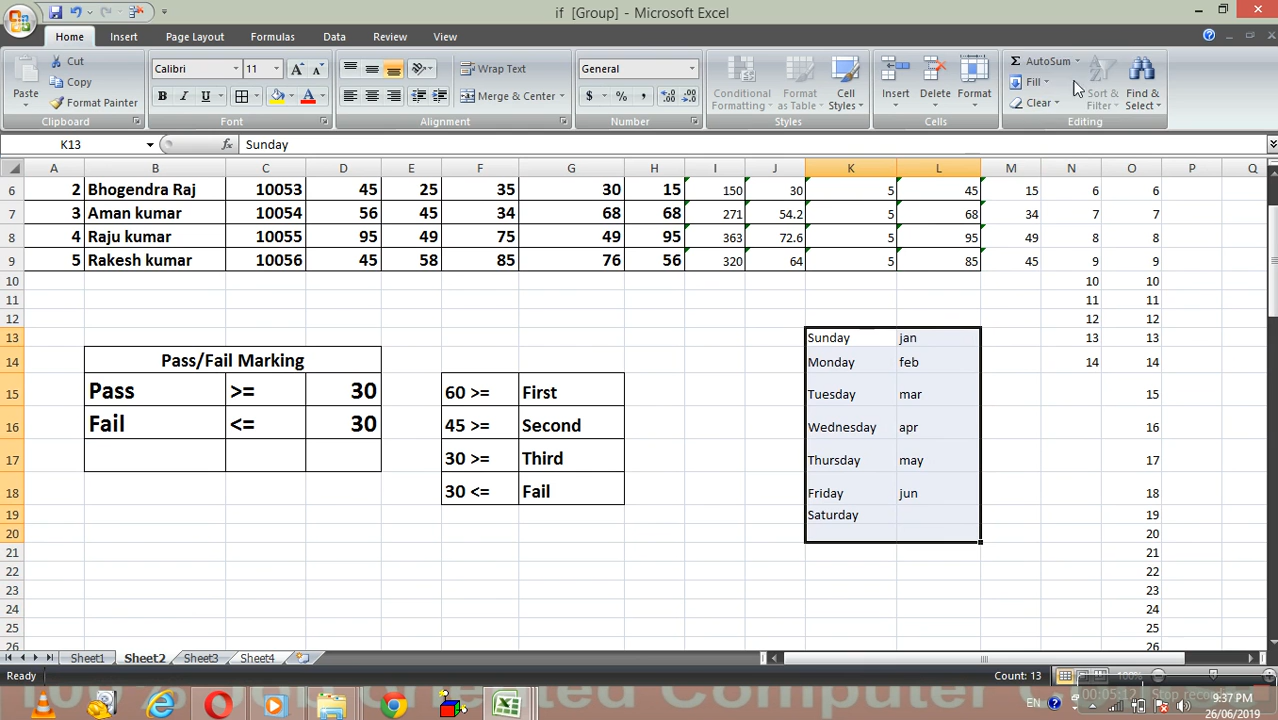 if [Group] - Microsoft Excel
Home Insert Page Layout Formulas Data Review View
Paste Cut Copy Format Painter Clipboard
Calibri 11 B I U Font
Wrap Text Merge & Center Alignment
General $ % , Number
Conditional Formatting Format as Table Cell Styles Styles
Insert Delete Format Cells
Σ AutoSum Fill Clear Sort & Filter Find & Select Editing
K13 fx Sunday
A B C D E F G H I J K L M N O P Q
6 2 Bhogendra Raj 10053 45 25 35 30 15 150 30 5 45 15 6 6
7 3 Aman kumar 10054 56 45 34 68 68 271 54.2 5 68 34 7 7
8 4 Raju kumar 10055 95 49 75 49 95 363 72.6 5 95 49 8 8
9 5 Rakesh kumar 10056 45 58 85 76 56 320 64 5 85 45 9 9
10 10 10
11 11 11
12 12 12
13 Sunday jan 13 13
14 Pass/Fail Marking Monday feb 14 14
15 Pass >= 30 60 >= First Tuesday mar 15
16 Fail <= 30 45 >= Second Wednesday apr 16
17 30 >= Third Thursday may 17
18 30 <= Fail Friday jun 18
19 Saturday 19
20 20
21 21
22 22
23 23
24 24
25 25
26 26
Sheet1 Sheet2 Sheet3 Sheet4
Ready Count: 13 100%
00:05:12 Stop
EN 9:37 PM
26/06/2019